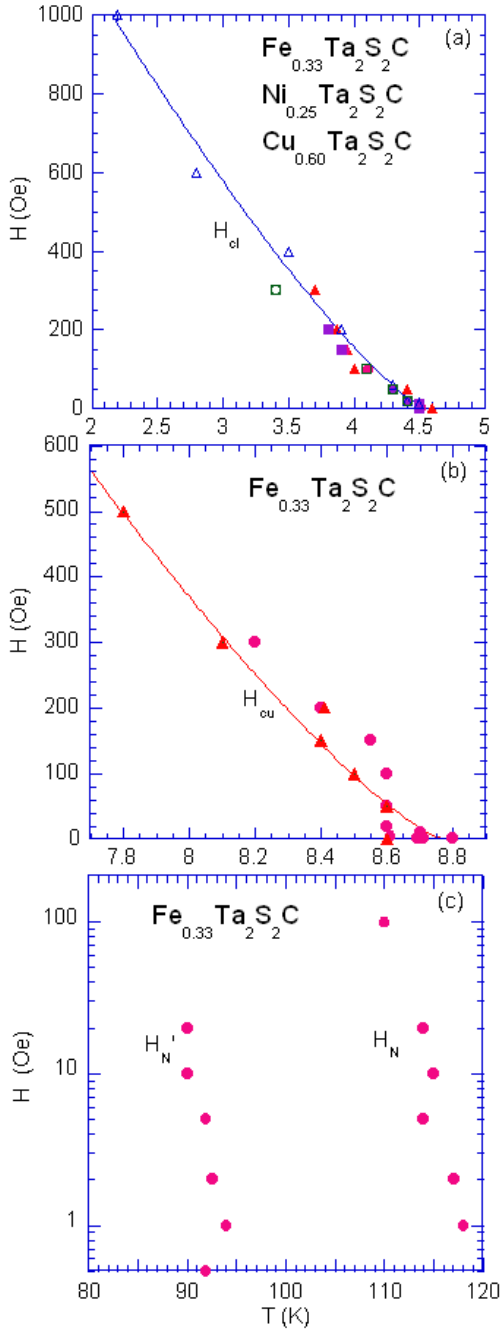 (a)
Fe0.33Ta2S2C
Ni0.25Ta2S2C
Cu0.60Ta2S2C
1000
800
600
400
200
0
H (Oe)
Hcl
2 2.5 3 3.5 4 4.5 5
(b)
Fe0.33Ta2S2C
600
500
400
300
200
100
0
H (Oe)
Hcu
7.8 8 8.2 8.4 8.6 8.8
(c)
Fe0.33Ta2S2C
100
10
1
H (Oe)
HN'
HN
80 90 100 110 120
T (K)